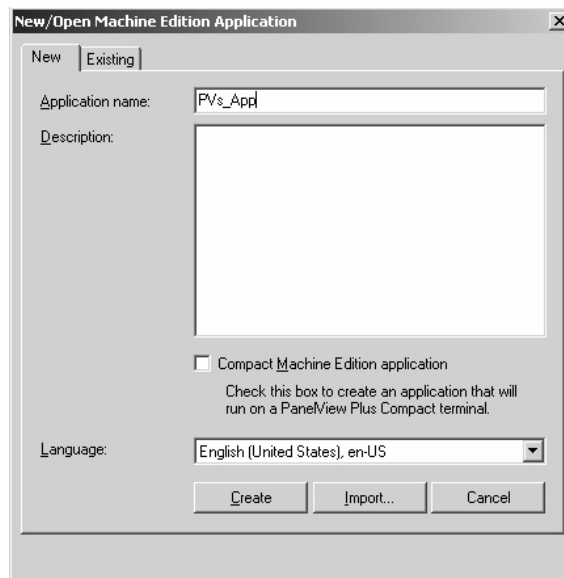 New/Open Machine Edition Application
New
Existing
Application name:
PVs_App
Description:
Compact Machine Edition application
Check this box to create an application that will
run on a PanelView Plus Compact terminal.
Language:
English (United States), en-US
Create
Import...
Cancel